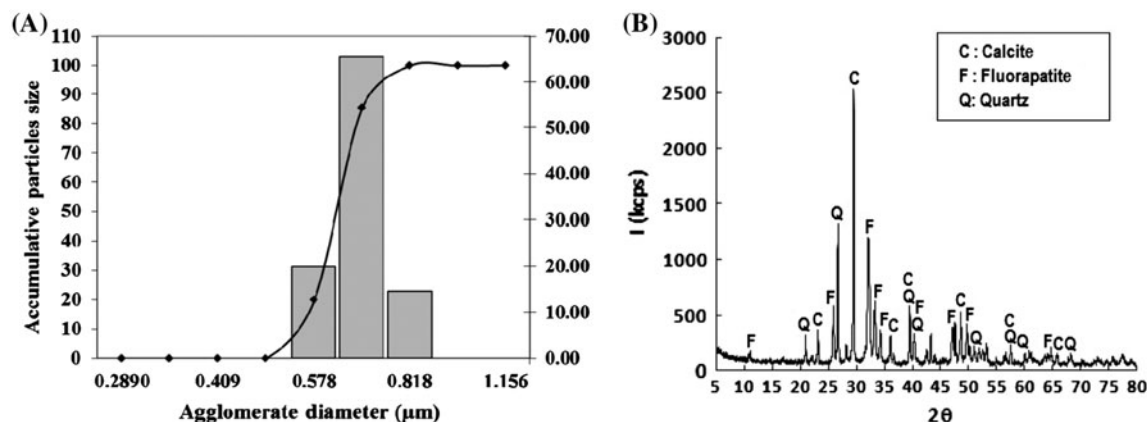 (A)
Accumulative particles size
110
100
90
80
70
60
50
40
30
20
10
0
70.00
60.00
50.00
40.00
30.00
20.00
10.00
0.00
0.2890 0.409 0.578 0.818 1.156
Agglomerate diameter (µm)
(B)
I (kcps)
3000
2500
2000
1500
1000
500
0
C : Calcite
F : Fluorapatite
Q: Quartz
F
Q
C
F
Q
C
F
F
F
C
C
Q
F
Q
F
C
F
Q
C
Q
Q
F
C
Q
5 10 15 20 25 30 35 40 45 50 55 60 65 70 75 80
2θ